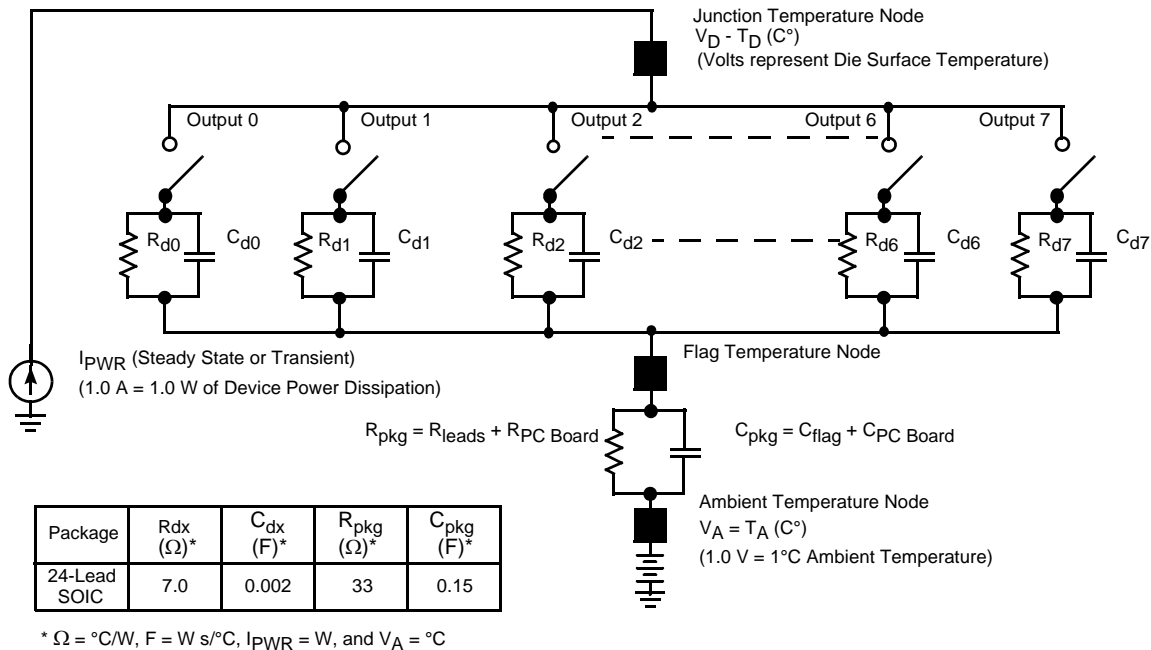 Junction Temperature Node
VD - TD (C°)
(Volts represent Die Surface Temperature)
Output 0
Output 1
Output 2
Output 6
Output 7
Rd0
Cd0
Rd1
Cd1
Rd2
Cd2
Rd6
Cd6
Rd7
Cd7
IPWR (Steady State or Transient)
(1.0 A = 1.0 W of Device Power Dissipation)
Flag Temperature Node
Rpkg = Rleads + RPC Board
Cpkg = Cflag + CPC Board
Ambient Temperature Node
VA = TA (C°)
(1.0 V = 1°C Ambient Temperature)
Package Rdx (Ω)* Cdx (F)* Rpkg (Ω)* Cpkg (F)*
24-Lead SOIC 7.0 0.002 33 0.15
* Ω = °C/W, F = W s/°C, IPWR = W, and VA = °C